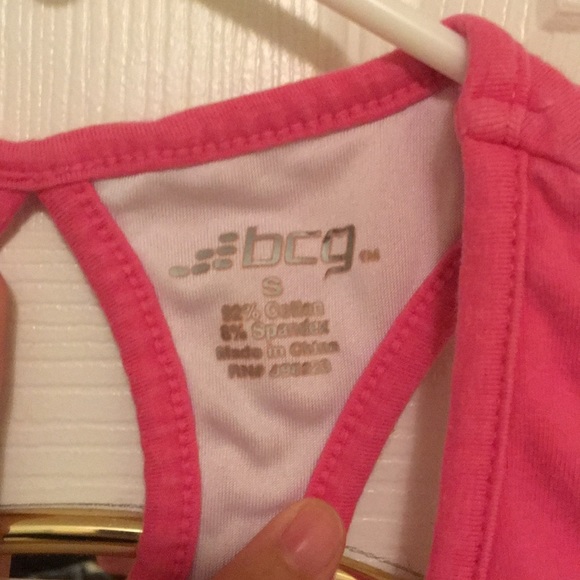 bcg™
S
92% Cotton
8% Spandex
Made in China
RN#